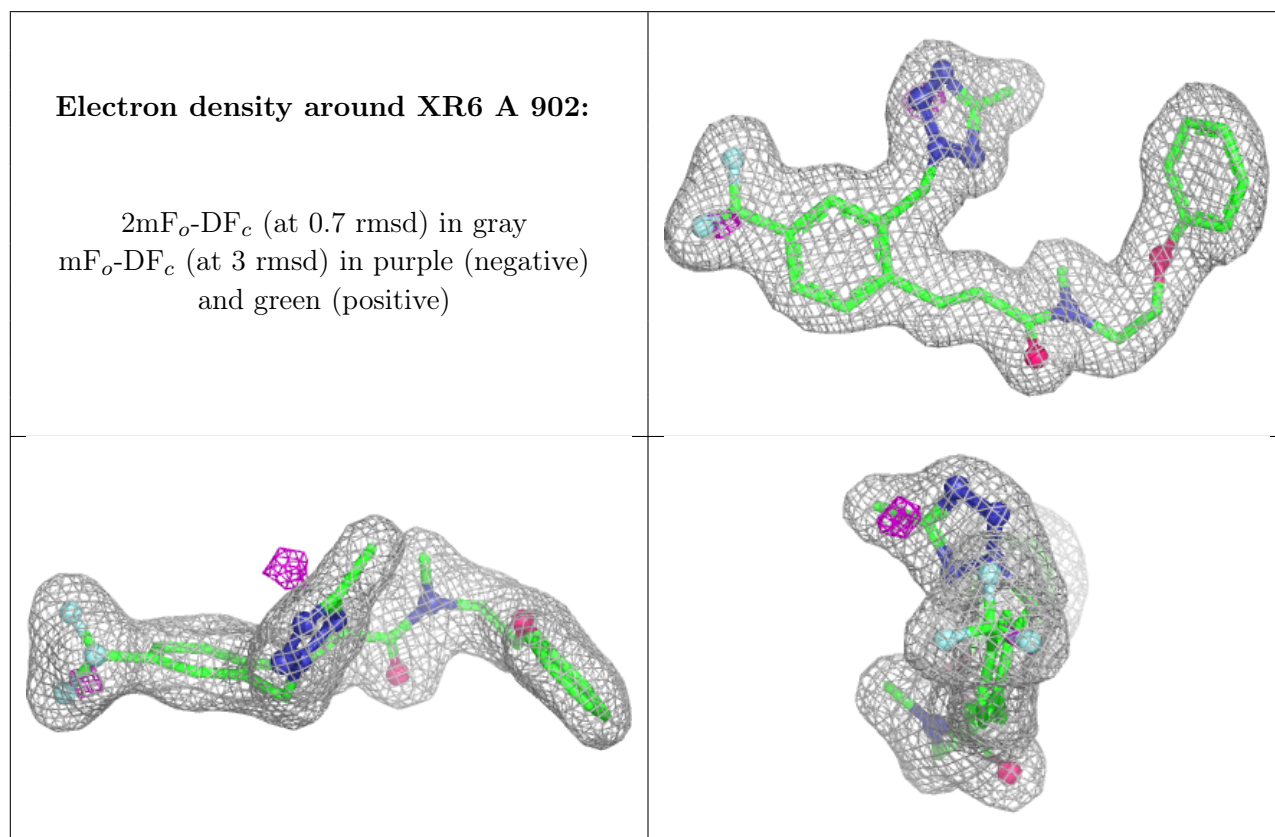 Electron density around XR6 A 902:
2mFo-DFc (at 0.7 rmsd) in gray
mFo-DFc (at 3 rmsd) in purple (negative)
and green (positive)